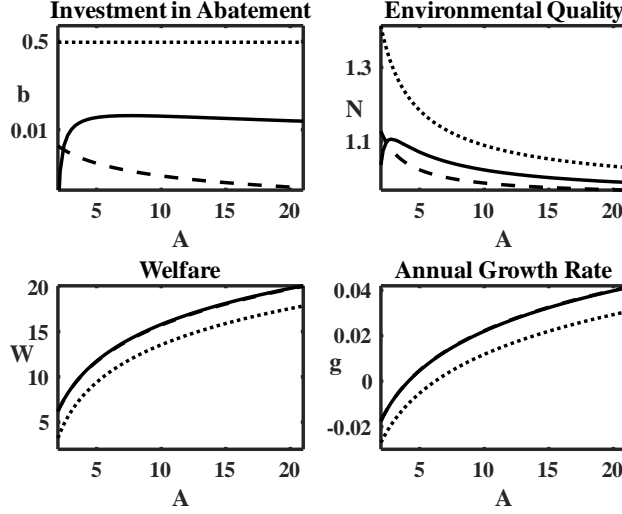 Investment in Abatement
0.5
b
0.01
5
10
15
20
A
Environmental Quality
1.3
N
1.1
5
10
15
20
A
Welfare
20
15
W
10
5
5
10
15
20
A
Annual Growth Rate
0.04
0.02
g
0
-0.02
5
10
15
20
A